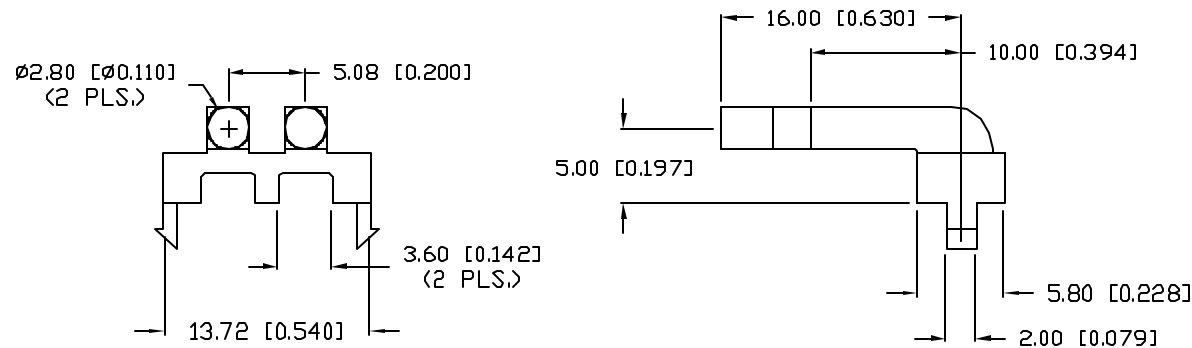 ø2.80 [ø0.110]
(2 PLS.)
5.08 [0.200]
3.60 [0.142]
(2 PLS.)
13.72 [0.540]
16.00 [0.630]
10.00 [0.394]
5.00 [0.197]
5.80 [0.228]
2.00 [0.079]